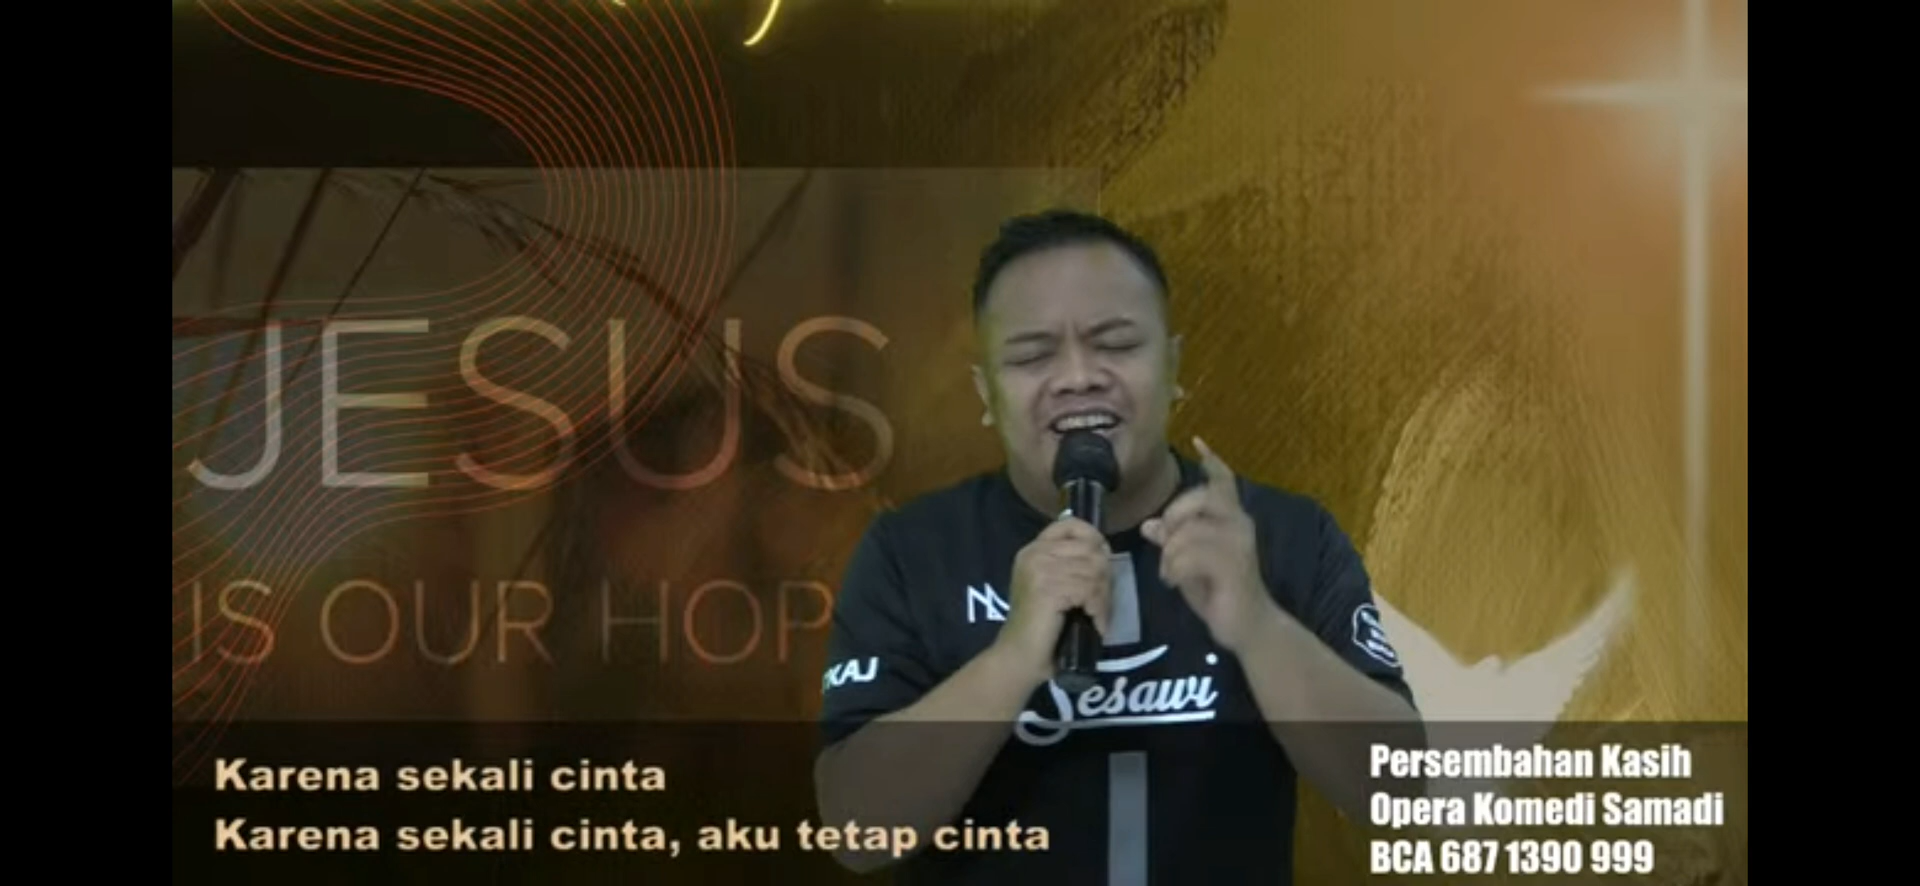 JESUS
IS OUR HOP
KAJ
Sesawi
Karena sekali cinta
Karena sekali cinta, aku tetap cinta
Persembahan Kasih
Opera Komedi Samadi
BCA 687 1390 999